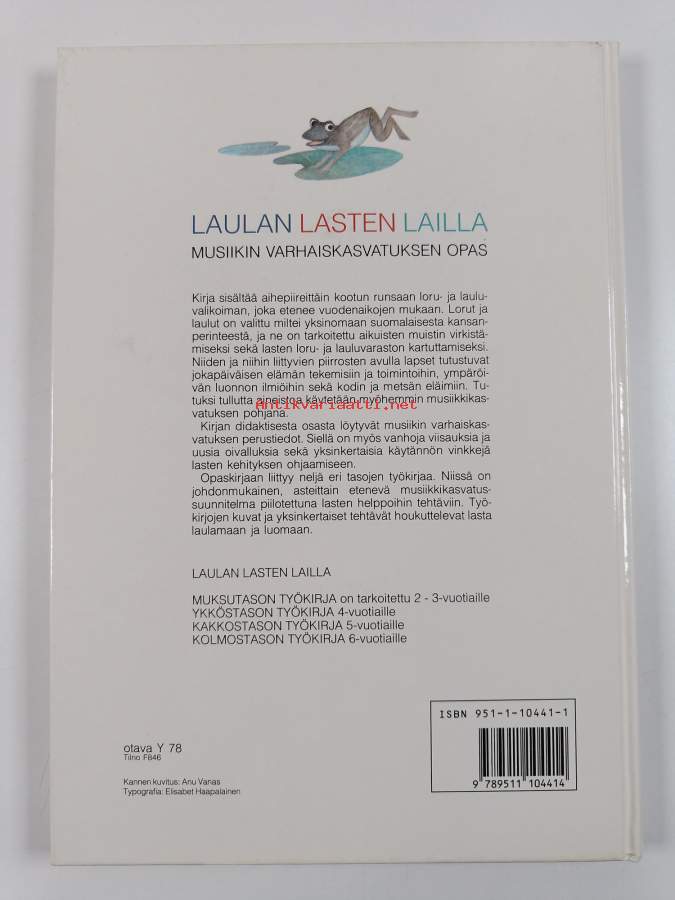 LAULAN LASTEN LAILLA
MUSIIKIN VARHAISKASVATUKSEN OPAS
Kirja sisältää aihepiireittäin kootun runsaan loru- ja laulu-
valikoiman, joka etenee vuodenaikojen mukaan. Lorut ja
laulut on valittu miltei yksinomaan suomalaisesta kansan-
perinteestä, ja ne on tarkoitettu aikuisten muistin virkistä-
miseksi sekä lasten loru- ja lauluvaraston kartuttamiseksi.
Niiden ja niihin liittyvien piirrosten avulla lapset tutustuvat
jokapäiväisen elämän tekemisiin ja toimintoihin, ympäröi-
vän luonnon ilmiöihin sekä kodin ja metsän eläimiin. Tu-
tuksi tullutta aineistoa käytetään myöhemmin musiikkikas-
vatuksen pohjana.
Antikvariaatti.net
Kirjan didaktisesta osasta löytyvät musiikin varhaiskas-
vatuksen perustiedot. Siellä on myös vanhoja viisauksia ja
uusia oivalluksia sekä yksinkertaisia käytännön vinkkejä
lasten kehityksen ohjaamiseen.
Opaskirjaan liittyy neljä eri tasojen työkirjaa. Niissä on
johdonmukainen, asteittain etenevä musiikkikasvatus-
suunnitelma piilotettuna lasten helppoihin tehtäviin. Työ-
kirjojen kuvat ja yksinkertaiset tehtävät houkuttelevat lasta
laulamaan ja luomaan.
LAULAN LASTEN LAILLA
MUKSUTASON TYÖKIRJA on tarkoitettu 2 - 3-vuotiaille
YKKÖSTASON TYÖKIRJA 4-vuotiaille
KAKKOSTASON TYÖKIRJA 5-vuotiaille
KOLMOSTASON TYÖKIRJA 6-vuotiaille
ISBN 951-1-10441-1
9 789511 104414
otava Y 78
Tilno F846
Kannen kuvitus: Anu Vanas
Typografia: Elisabet Haapalainen